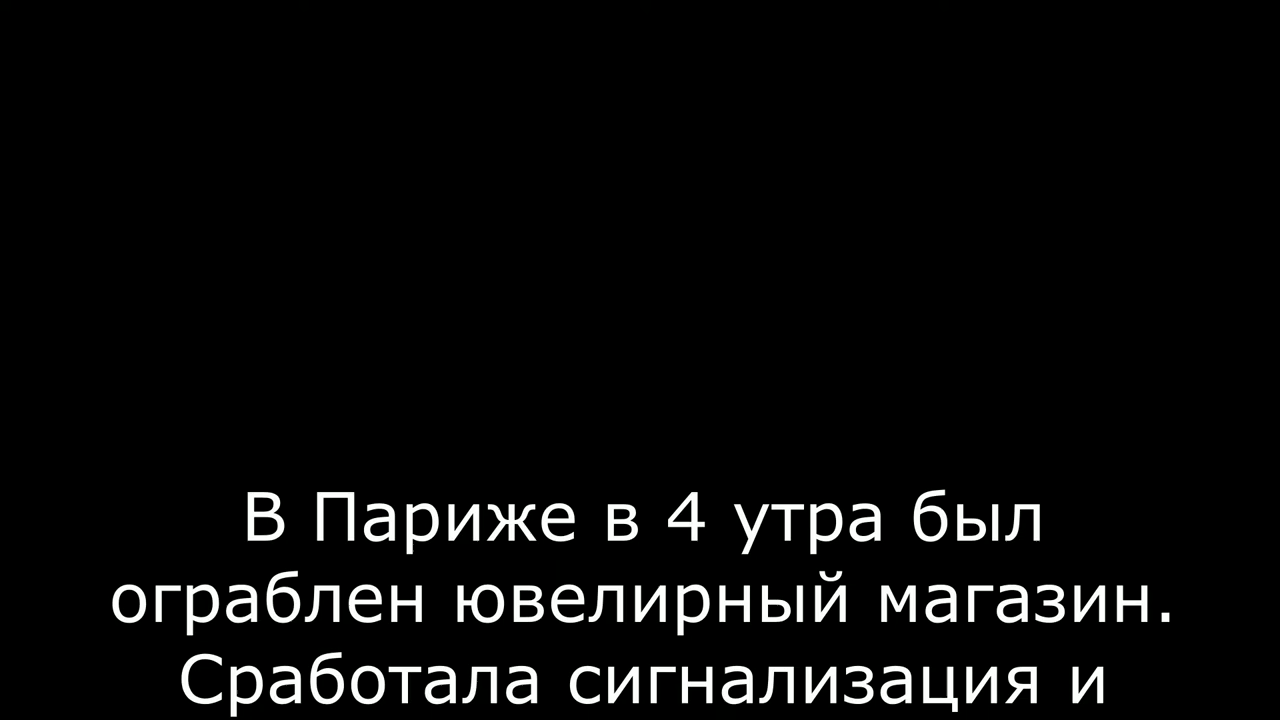 В Париже в 4 утра был
ограблен ювелирный магазин.
Сработала сигнализация и